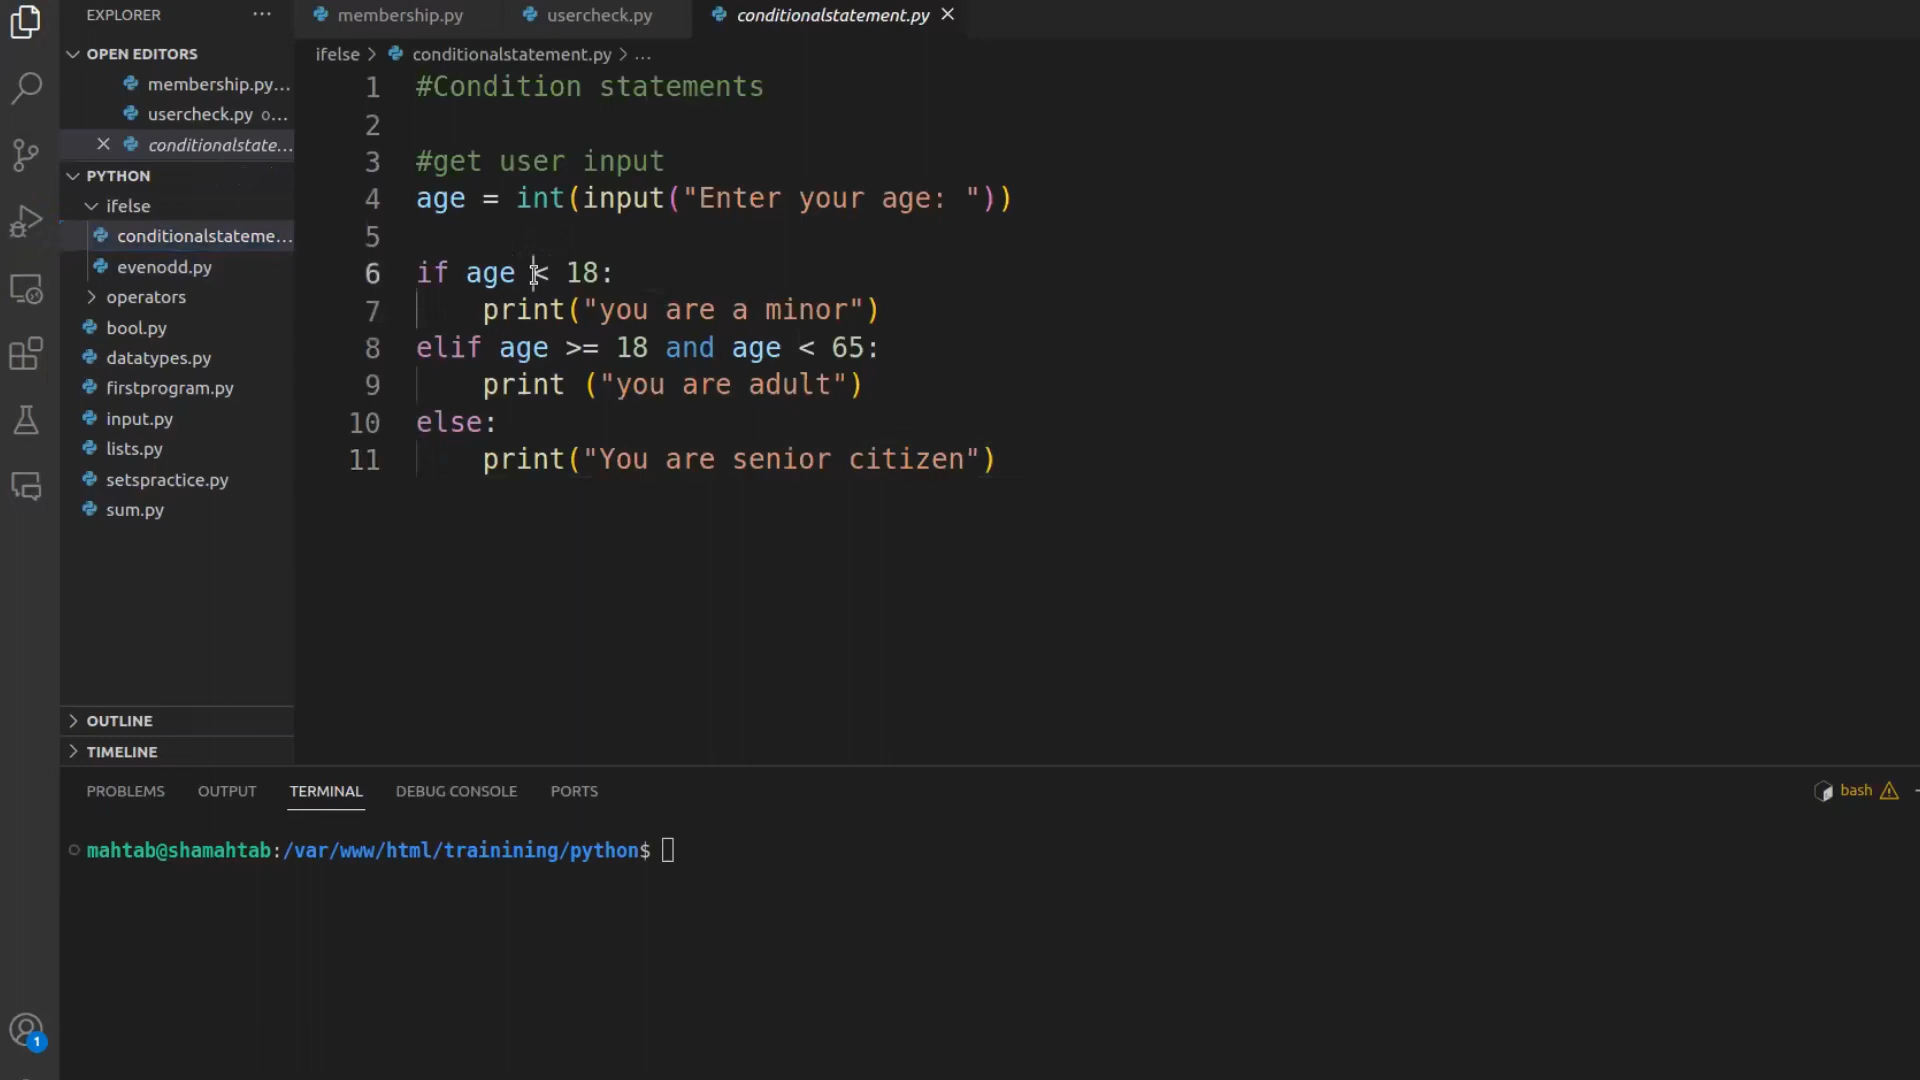 EXPLORER
OPEN EDITORS
membership.py...
usercheck.py o...
conditionalstate...
PYTHON
ifelse
conditionalstateme...
evenodd.py
operators
bool.py
datatypes.py
firstprogram.py
input.py
lists.py
setspractice.py
sum.py
OUTLINE
TIMELINE
1
membership.py usercheck.py conditionalstatement.py
ifelse > conditionalstatement.py > ...
1 #Condition statements
2
3 #get user input
4 age = int(input("Enter your age: "))
5
6 if age < 18:
7     print("you are a minor")
8 elif age >= 18 and age < 65:
9     print ("you are adult")
10 else:
11     print("You are senior citizen")
PROBLEMS OUTPUT TERMINAL DEBUG CONSOLE PORTS
bash
mahtab@shamahtab:/var/www/html/trainining/python$